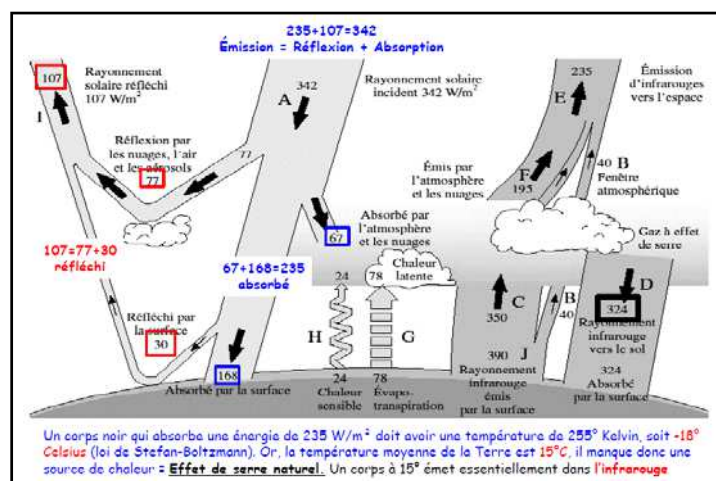 235+107=342
Émission = Réflexion + Absorption
107
Rayonnement
solaire réfléchi
107 W/m²
I
342
A
Rayonnement solaire
incident 342 W/m²
235
E
Émission
d'infrarouges
vers l'espace
Réflexion par
les nuages, l'air
et les aérosols
77
77
Émis par
l'atmosphère
et les nuages
F
195
40 B
Fenêtre
atmosphérique
107=77+30
réfléchi
67+168=235
absorbé
Absorbé par
l'atmosphère
et les nuages
67
Gaz à effet
de serre
24
78
Chaleur
latente
Réfléchi par
la surface
30
H
G
C
350
B
40
J
D
324
Rayonnement
infrarouge
vers le sol
324
Absorbé
par la surface
168
Absorbé par la surface
24
Chaleur
sensible
78
Évapo-
transpiration
390
Rayonnement
infrarouge
émis
par la surface
Un corps noir qui absorbe une énergie de 235 W/m² doit avoir une température de 255° Kelvin, soit -18°
Celsius (loi de Stefan-Boltzmann). Or, la température moyenne de la Terre est 15°C, il manque donc une
source de chaleur = Effet de serre naturel. Un corps à 15° émet essentiellement dans l'infrarouge